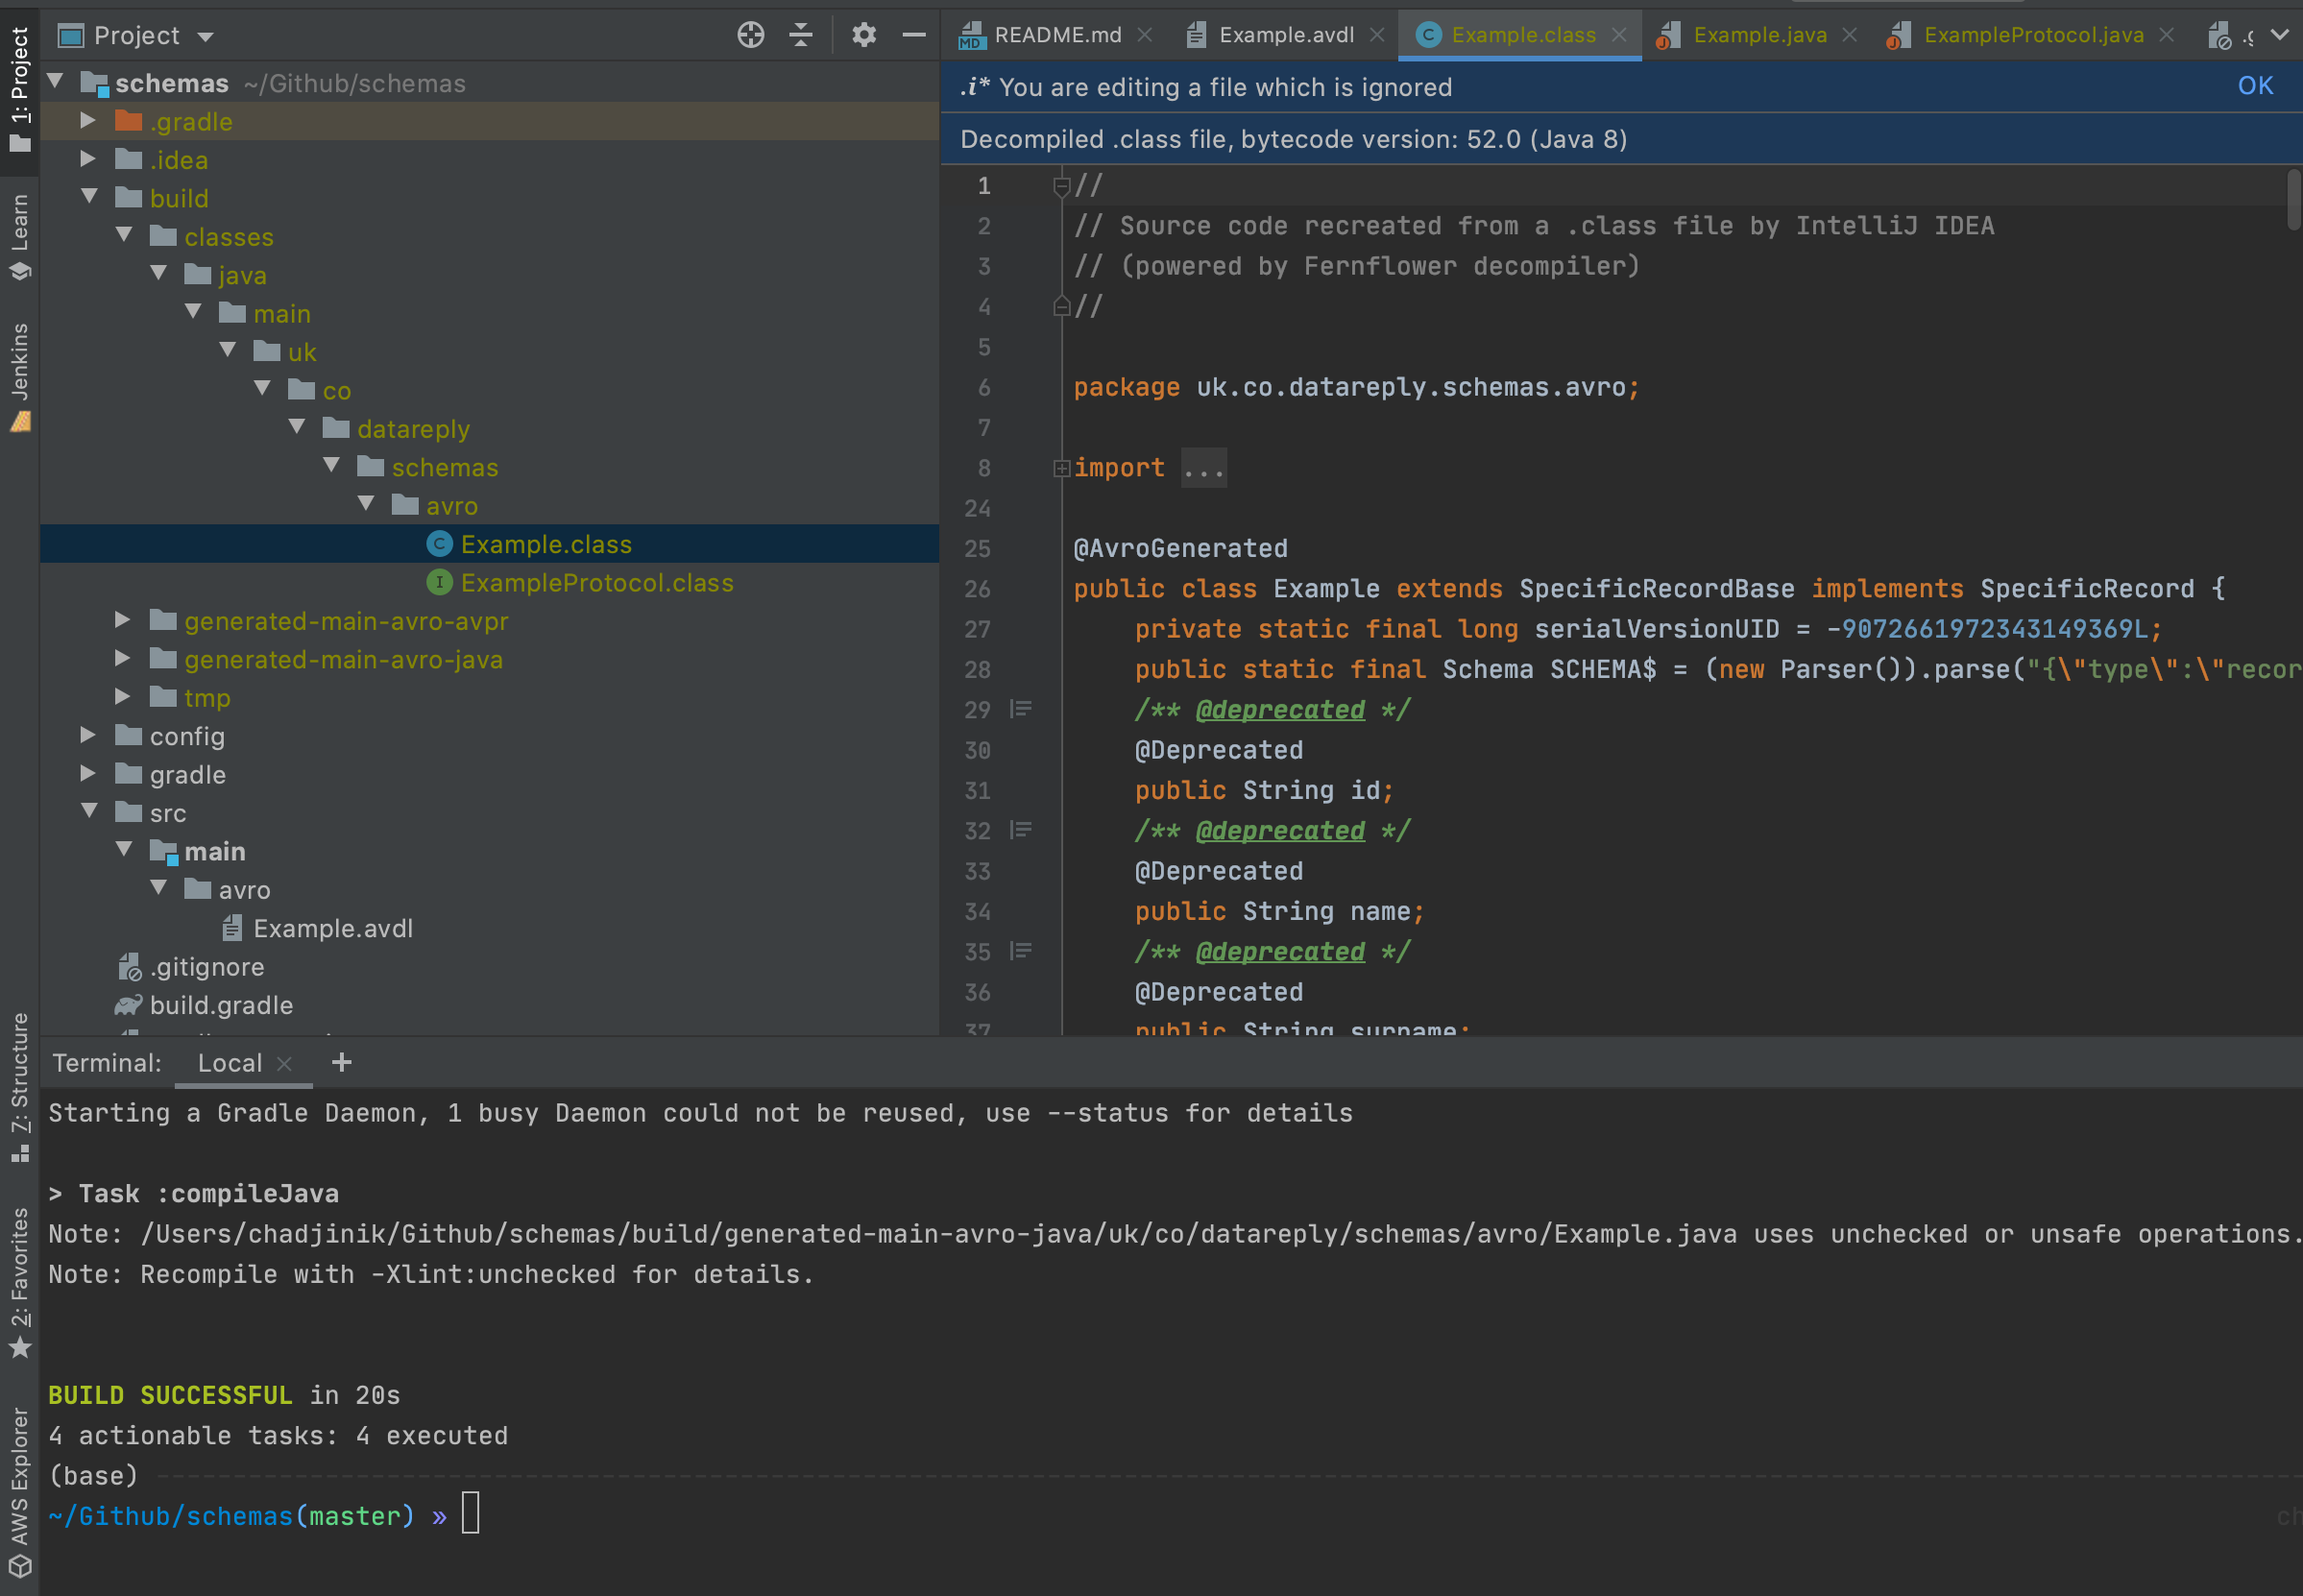 1: Project
Learn
Jenkins
7: Structure
2: Favorites
AWS Explorer
Project
schemas ~/Github/schemas
.gradle
.idea
build
classes
java
main
uk
co
datareply
schemas
avro
Example.class
ExampleProtocol.class
generated-main-avro-avpr
generated-main-avro-java
tmp
config
gradle
src
main
avro
Example.avdl
.gitignore
build.gradle
README.md Example.avdl Example.class Example.java ExampleProtocol.java
.i* You are editing a file which is ignored OK
Decompiled .class file, bytecode version: 52.0 (Java 8)
1 //
2 // Source code recreated from a .class file by IntelliJ IDEA
3 // (powered by Fernflower decompiler)
4 //
5
6 package uk.co.datareply.schemas.avro;
7
8 import ...
24
25 @AvroGenerated
26 public class Example extends SpecificRecordBase implements SpecificRecord {
27 private static final long serialVersionUID = -9072661972343149369L;
28 public static final Schema SCHEMA$ = (new Parser()).parse("{\"type\":\"recor
29 /** @deprecated */
30 @Deprecated
31 public String id;
32 /** @deprecated */
33 @Deprecated
34 public String name;
35 /** @deprecated */
36 @Deprecated
37 public String surname;
Terminal: Local +
Starting a Gradle Daemon, 1 busy Daemon could not be reused, use --status for details
> Task :compileJava
Note: /Users/chadjinik/Github/schemas/build/generated-main-avro-java/uk/co/datareply/schemas/avro/Example.java uses unchecked or unsafe operations.
Note: Recompile with -Xlint:unchecked for details.
BUILD SUCCESSFUL in 20s
4 actionable tasks: 4 executed
(base)
~/Github/schemas(master) »